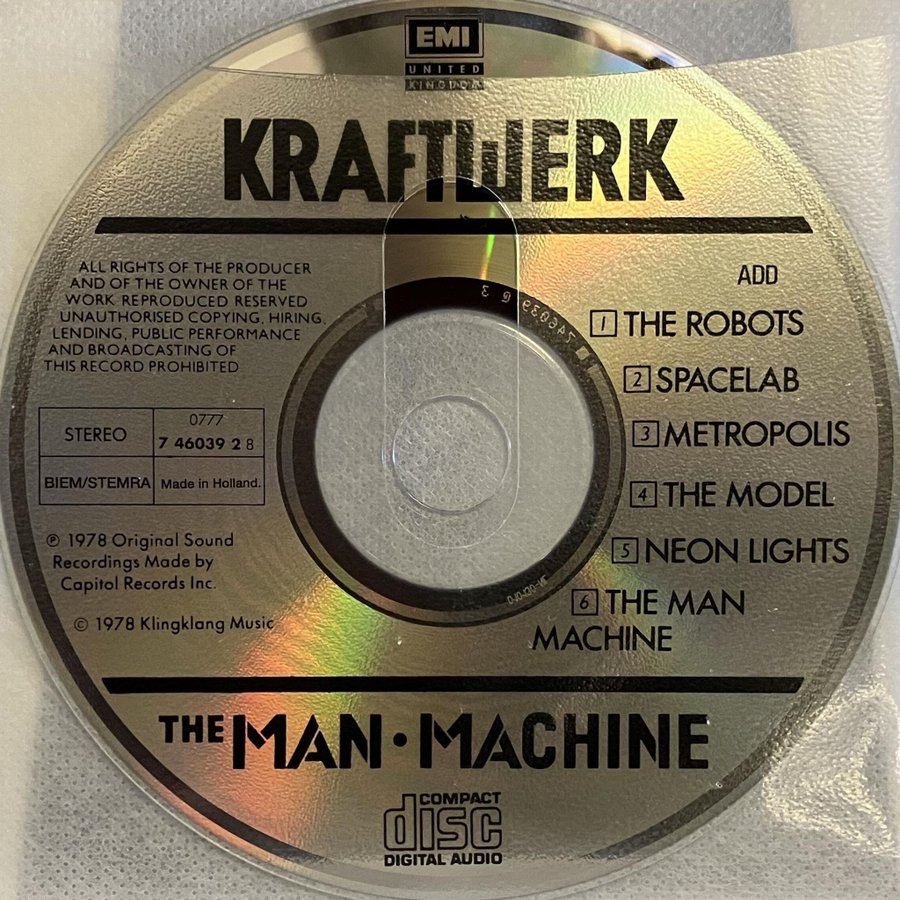 EMI
UNITED
KINGDOM
KRAFTWERK
ALL RIGHTS OF THE PRODUCER
AND OF THE OWNER OF THE
WORK REPRODUCED RESERVED
UNAUTHORISED COPYING, HIRING,
LENDING, PUBLIC PERFORMANCE
AND BROADCASTING OF
THIS RECORD PROHIBITED
STEREO
0777
7 46039 2 8
BIEM/STEMRA
Made in Holland.
℗ 1978 Original Sound
Recordings Made by
Capitol Records Inc.
© 1978 Klingklang Music
ADD
1 THE ROBOTS
2 SPACELAB
3 METROPOLIS
4 THE MODEL
5 NEON LIGHTS
6 THE MAN
MACHINE
THE MAN·MACHINE
COMPACT
disc
DIGITAL AUDIO